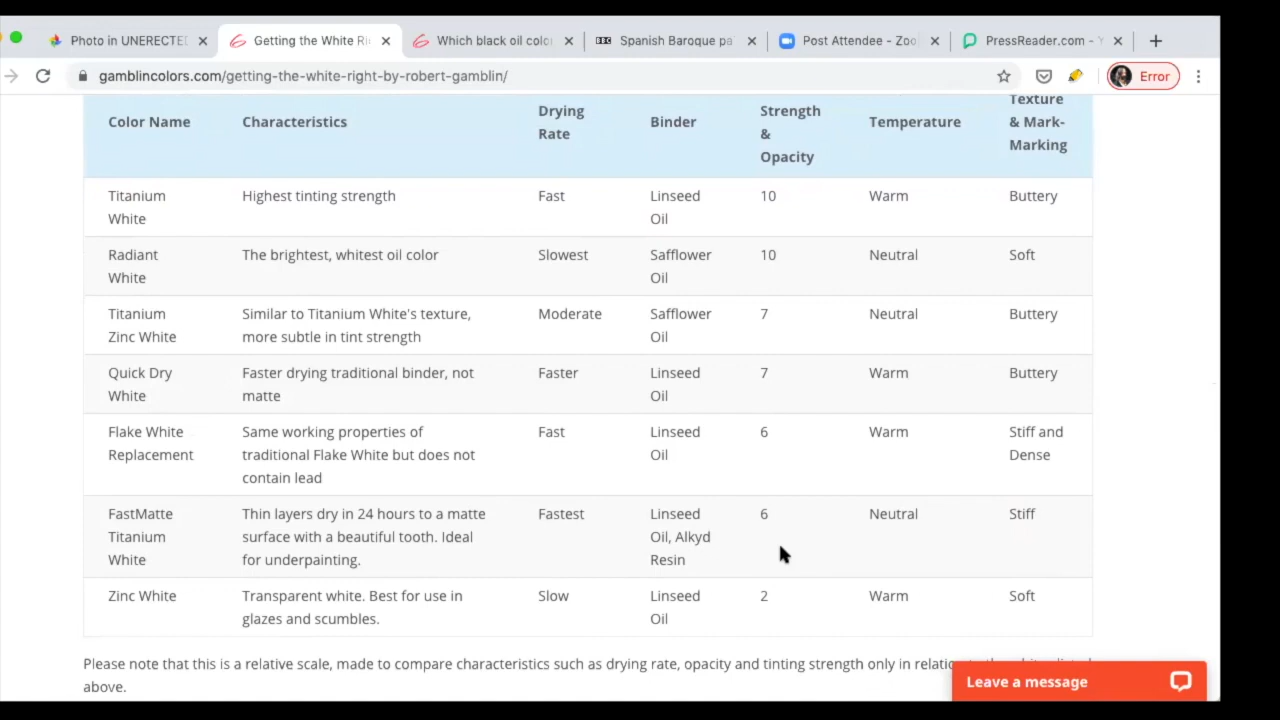 Photo in UNERECTED
Getting the White Ri
Which black oil colo
Spanish Baroque pa
Post Attendee - Zoo
PressReader.com - Y
gamblincolors.com/getting-the-white-right-by-robert-gamblin/
Error
Color Name
Characteristics
Drying
Rate
Binder
Strength
&
Opacity
Temperature
Texture
& Mark-
Marking
Titanium
White
Highest tinting strength
Fast
Linseed
Oil
10
Warm
Buttery
Radiant
White
The brightest, whitest oil color
Slowest
Safflower
Oil
10
Neutral
Soft
Titanium
Zinc White
Similar to Titanium White's texture,
more subtle in tint strength
Moderate
Safflower
Oil
7
Neutral
Buttery
Quick Dry
White
Faster drying traditional binder, not
matte
Faster
Linseed
Oil
7
Warm
Buttery
Flake White
Replacement
Same working properties of
traditional Flake White but does not
contain lead
Fast
Linseed
Oil
6
Warm
Stiff and
Dense
FastMatte
Titanium
White
Thin layers dry in 24 hours to a matte
surface with a beautiful tooth. Ideal
for underpainting.
Fastest
Linseed
Oil, Alkyd
Resin
6
Neutral
Stiff
Zinc White
Transparent white. Best for use in
glazes and scumbles.
Slow
Linseed
Oil
2
Warm
Soft
Please note that this is a relative scale, made to compare characteristics such as drying rate, opacity and tinting strength only in
above.
Leave a message